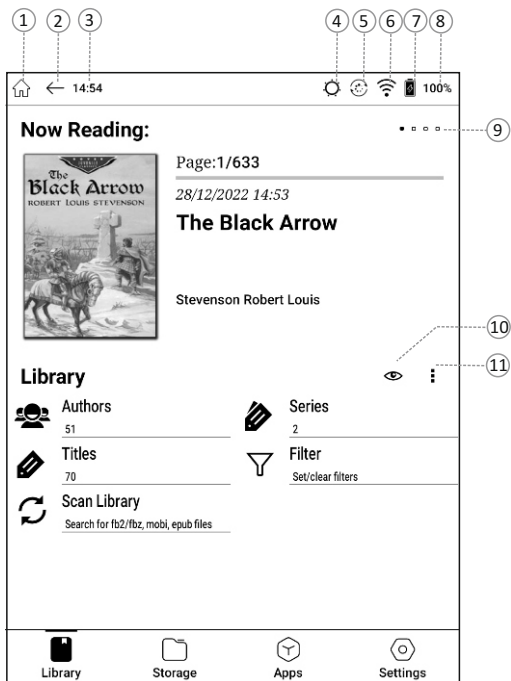 1 2 3 4 5 6 7 8
14:54 100%
Now Reading:
9
The
Black Arrow
ROBERT LOUIS STEVENSON
Page:1/633
28/12/2022 14:53
The Black Arrow
Stevenson Robert Louis
10
11
Library
Authors
51
Series
2
Titles
70
Filter
Set/clear filters
Scan Library
Search for fb2/fbz, mobi, epub files
Library Storage Apps Settings